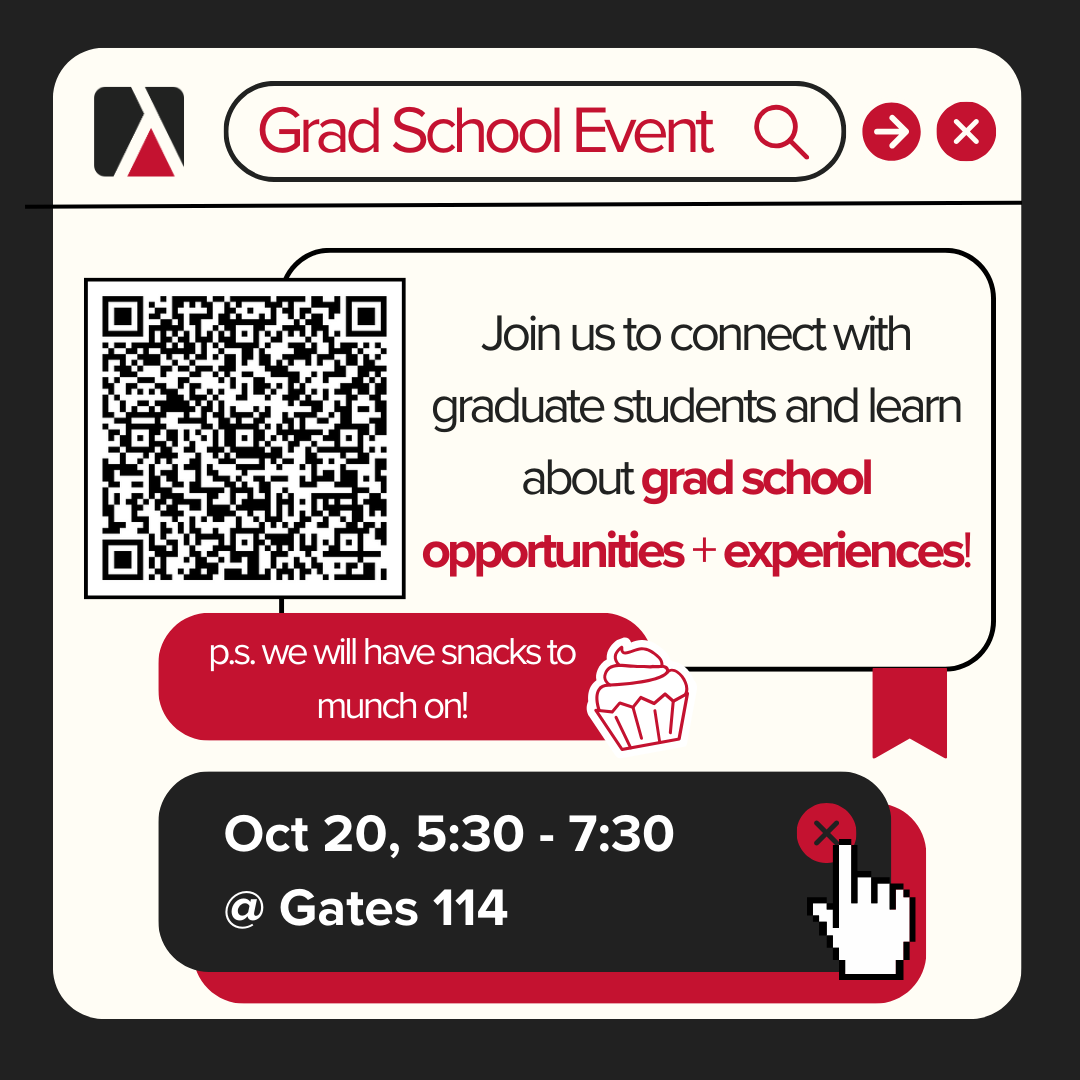 Grad School Event
Join us to connect with
graduate students and learn
about grad school
opportunities + experiences!
p.s. we will have snacks to
munch on!
Oct 20, 5:30 - 7:30
@ Gates 114